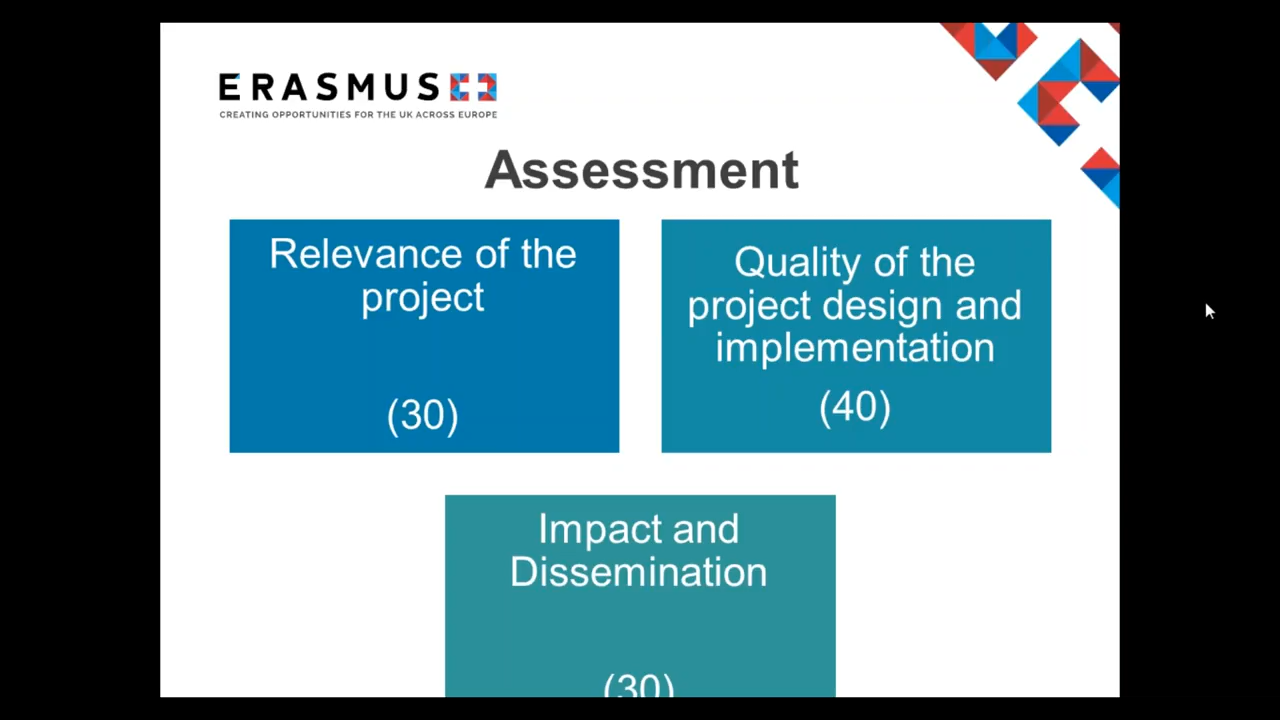 ERASMUS
CREATING OPPORTUNITIES FOR THE UK ACROSS EUROPE
Assessment
Relevance of the
project
(30)
Quality of the
project design and
implementation
(40)
Impact and
Dissemination
(30)